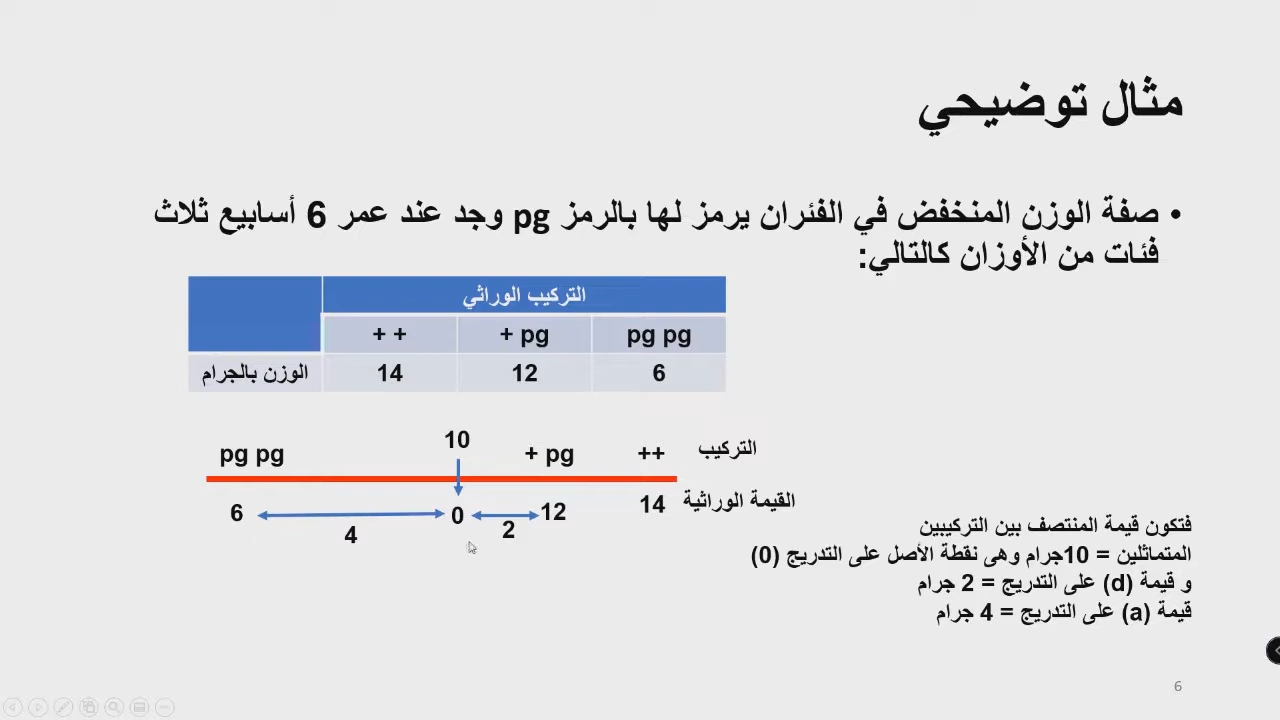 مثال توضيحي
• صفة الوزن المنخفض في الفئران يرمز لها بالرمز pg وجد عند عمر 6 أسابيع ثلاث
فئات من الأوزان كالتالي:
التركيب الوراثي
+ + + pg pg pg
الوزن بالجرام 14 12 6
10
pg pg + pg ++ التركيب
6 0 12 14 القيمة الوراثية
4 2
فتكون قيمة المنتصف بين التركيبين
المتماثلين = 10جرام وهى نقطة الأصل على التدريج (0)
و قيمة (d) على التدريج = 2 جرام
قيمة (a) على التدريج = 4 جرام
6